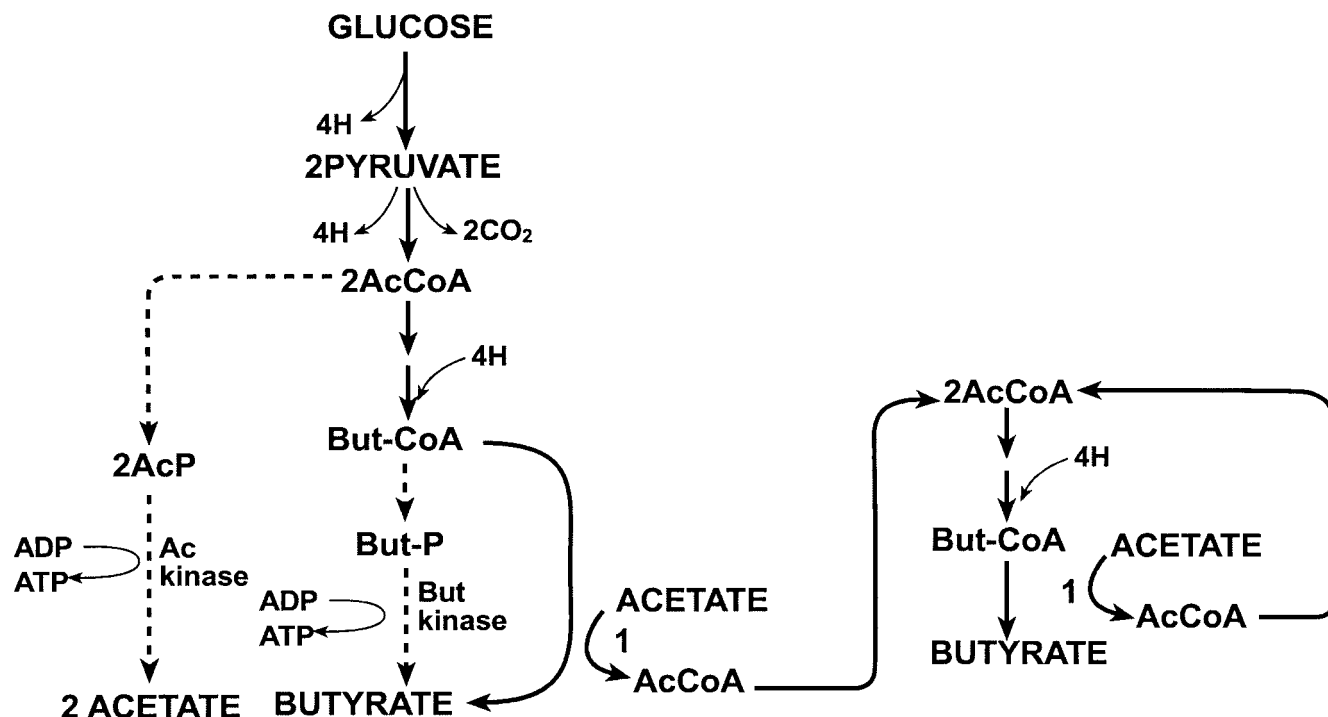 GLUCOSE
4H
2PYRUVATE
4H
2CO₂
2AcCoA
4H
2AcCoA
But-CoA
4H
2AcP
But-P
But-CoA
ACETATE
ADP
ATP
Ac
kinase
ADP
ATP
But
kinase
ACETATE
1
AcCoA
1
AcCoA
BUTYRATE
2 ACETATE
BUTYRATE